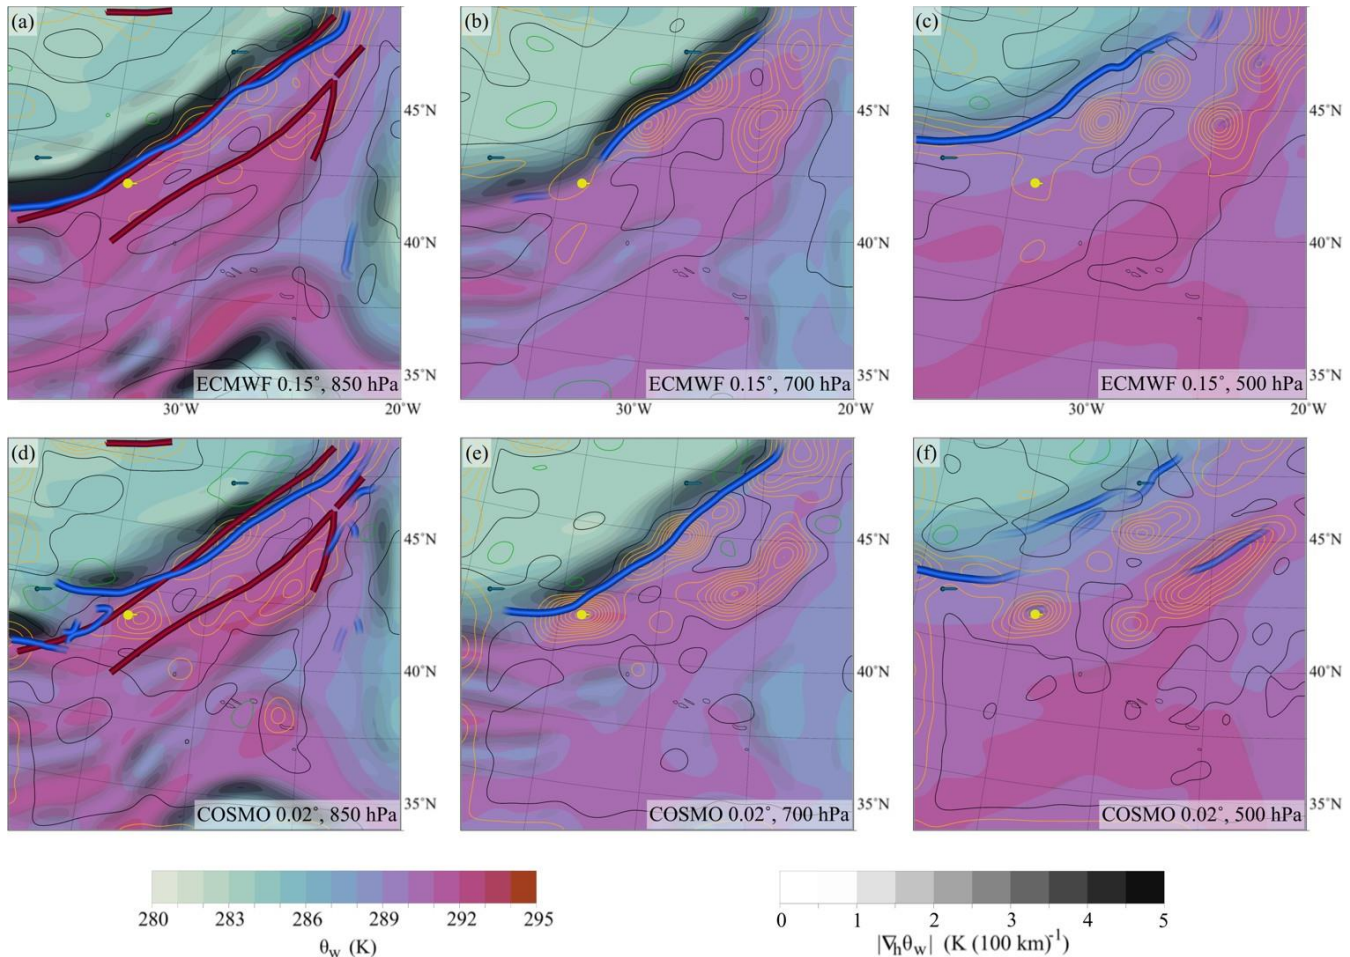 (a)
(b)
(c)
45°N
45°N
45°N
40°N
40°N
40°N
35°N
35°N
35°N
ECMWF 0.15°, 850 hPa
ECMWF 0.15°, 700 hPa
ECMWF 0.15°, 500 hPa
30°W
20°W
30°W
20°W
30°W
20°W
(d)
(e)
(f)
45°N
45°N
45°N
40°N
40°N
40°N
35°N
35°N
35°N
COSMO 0.02°, 850 hPa
COSMO 0.02°, 700 hPa
COSMO 0.02°, 500 hPa
280 283 286 289 292 295
θw (K)
0 1 2 3 4 5
|∇hθw| (K (100 km)⁻¹)